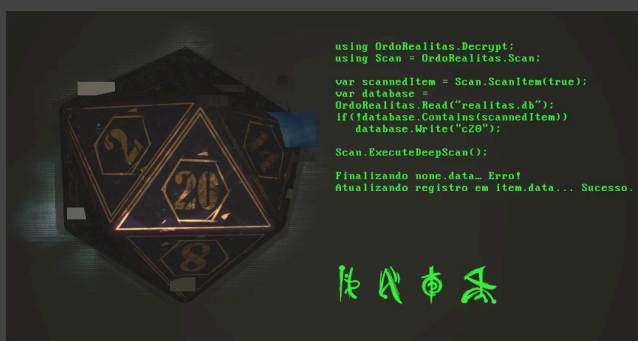 2
20
14
8
using OrdoRealitas.Decrypt;
using Scan = OrdoRealitas.Scan;
var scannedItem = Scan.ScanItem(true);
var database =
OrdoRealitas.Read("realitas.db");
if(!database.Contains(scannedItem))
database.Write("c20");
Scan.ExecuteDeepScan();
Finalizando none.data… Erro!
Atualizando registro em item.data... Sucesso.